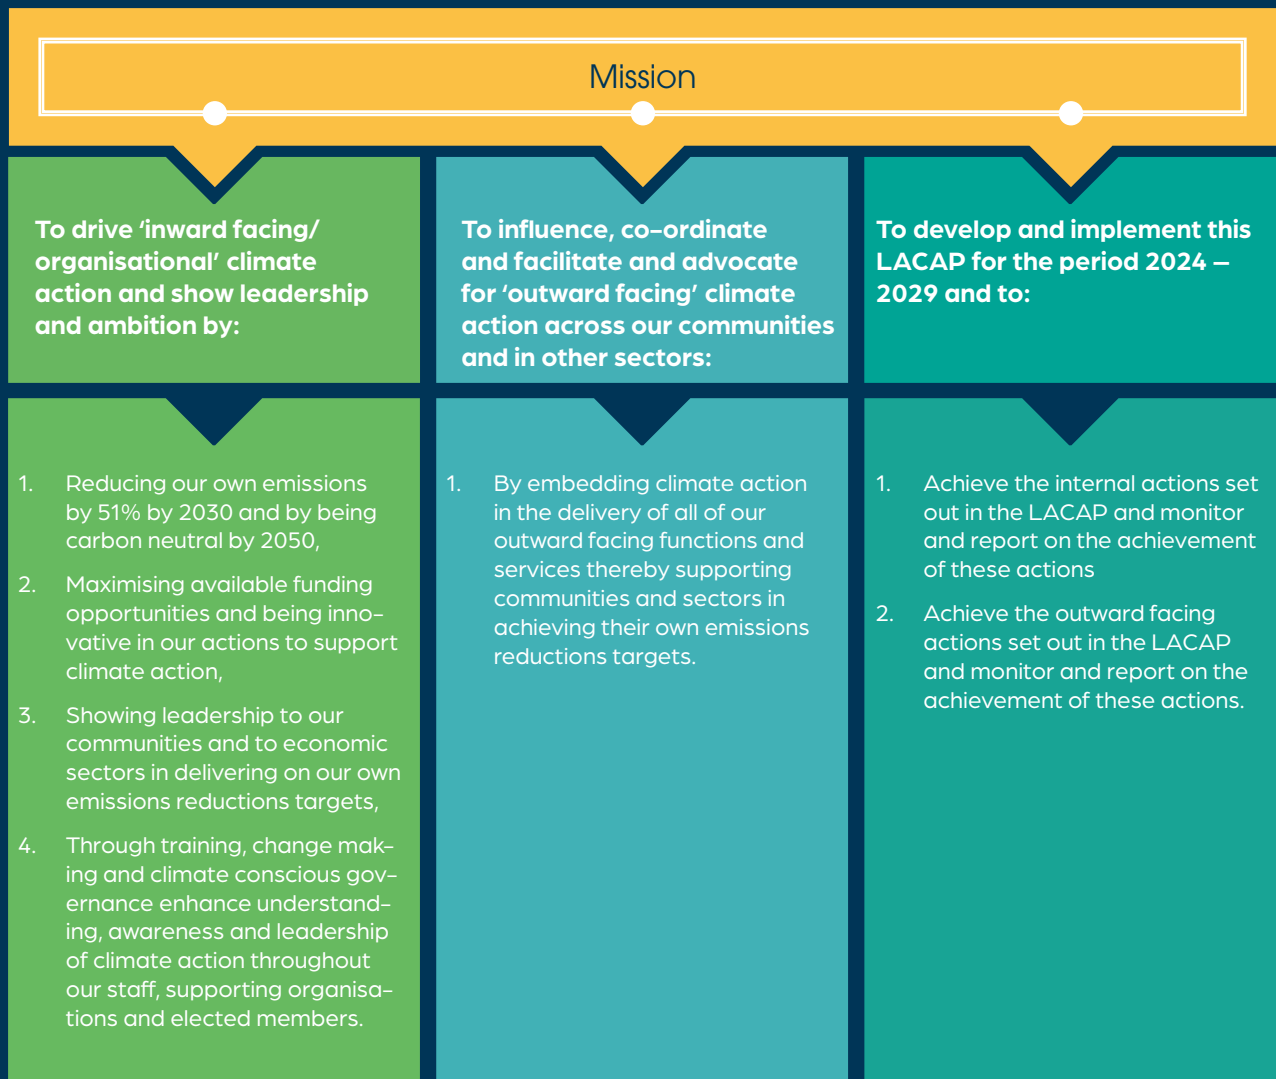 Mission
To drive ‘inward facing/
organisational’ climate
action and show leadership
and ambition by:
1. Reducing our own emissions
by 51% by 2030 and by being
carbon neutral by 2050,
2. Maximising available funding
opportunities and being inno-
vative in our actions to support
climate action,
3. Showing leadership to our
communities and to economic
sectors in delivering on our own
emissions reductions targets,
4. Through training, change mak-
ing and climate conscious gov-
ernance enhance understand-
ing, awareness and leadership
of climate action throughout
our staff, supporting organisa-
tions and elected members.
To influence, co-ordinate
and facilitate and advocate
for ‘outward facing’ climate
action across our communities
and in other sectors:
1. By embedding climate action
in the delivery of all of our
outward facing functions and
services thereby supporting
communities and sectors in
achieving their own emissions
reductions targets.
To develop and implement this
LACAP for the period 2024 –
2029 and to:
1. Achieve the internal actions set
out in the LACAP and monitor
and report on the achievement
of these actions
2. Achieve the outward facing
actions set out in the LACAP
and monitor and report on the
achievement of these actions.